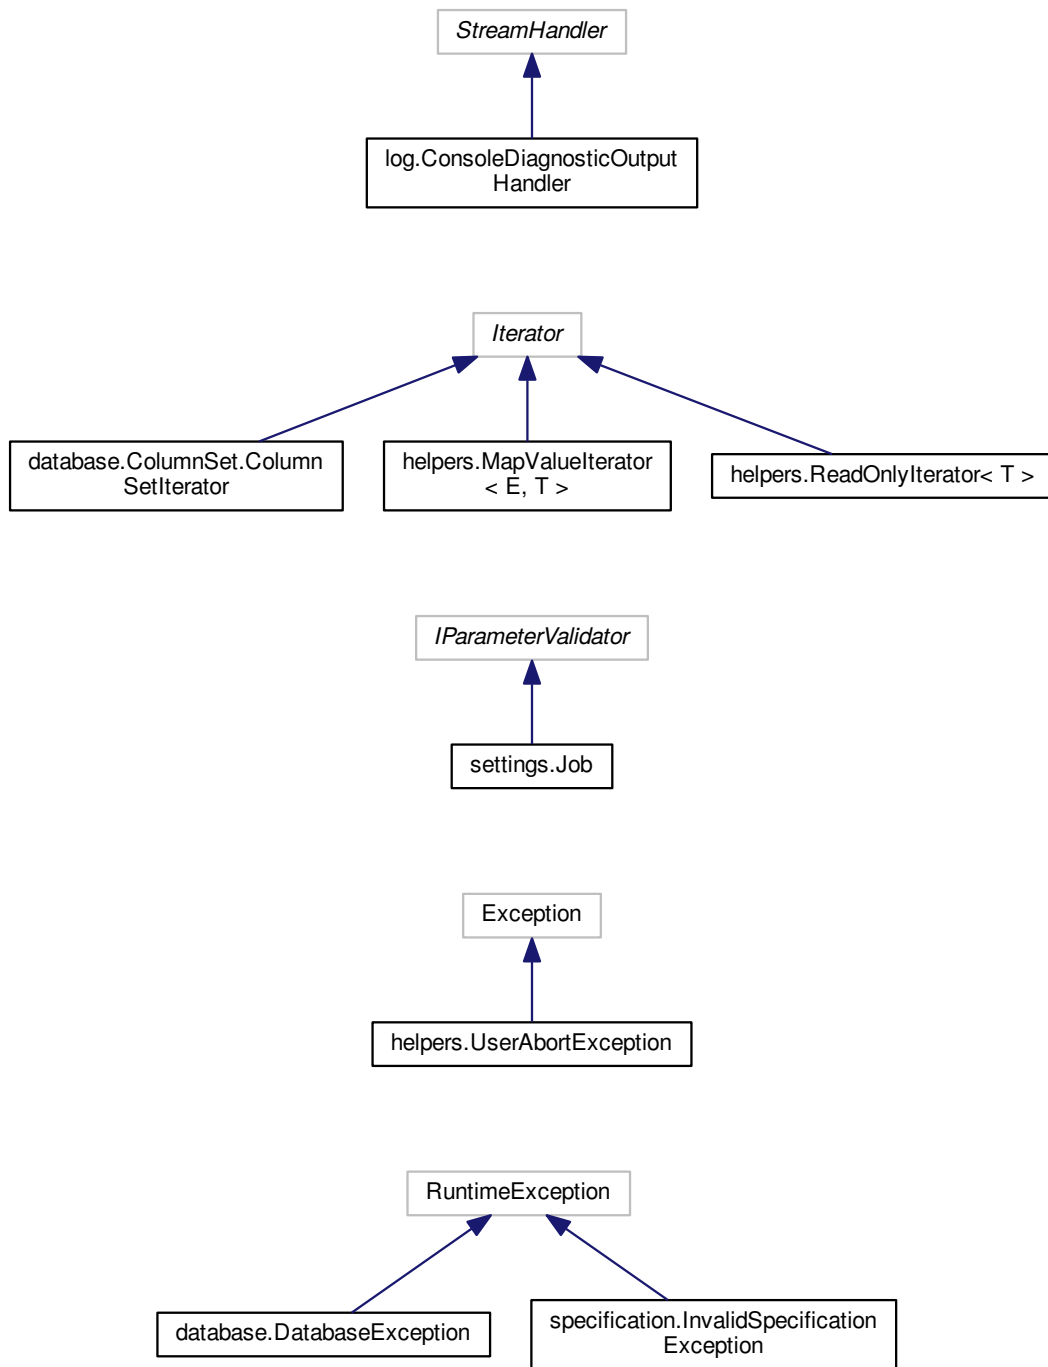 StreamHandler
log.ConsoleDiagnosticOutput
Handler
Iterator
database.ColumnSet.Column
SetIterator
helpers.MapValueIterator
< E, T >
helpers.ReadOnlyIterator< T >
IParameterValidator
settings.Job
Exception
helpers.UserAbortException
RuntimeException
database.DatabaseException
specification.InvalidSpecification
Exception